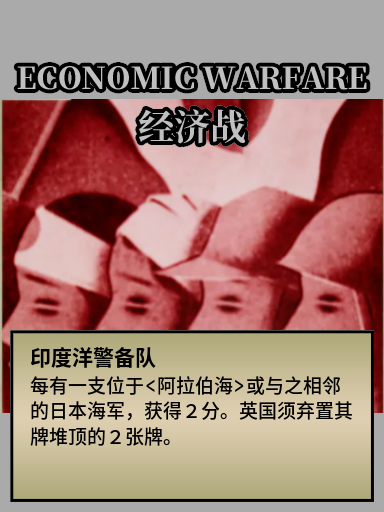 ECONOMIC WARFARE
经济战
印度洋警备队
每有一支位于<阿拉伯海>或与之相邻
的日本海军，获得２分。英国须弃置其
牌堆顶的２张牌。